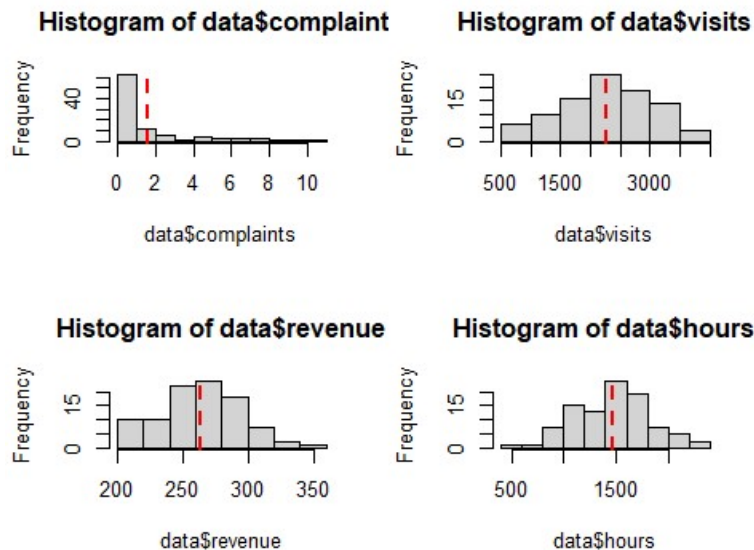 Histogram of data$complaint
Frequency
0
40
0 2 4 6 8 10
data$complaints
Histogram of data$visits
Frequency
0
15
500 1500 3000
data$visits
Histogram of data$revenue
Frequency
0
15
200 250 300 350
data$revenue
Histogram of data$hours
Frequency
0
15
500 1500
data$hours